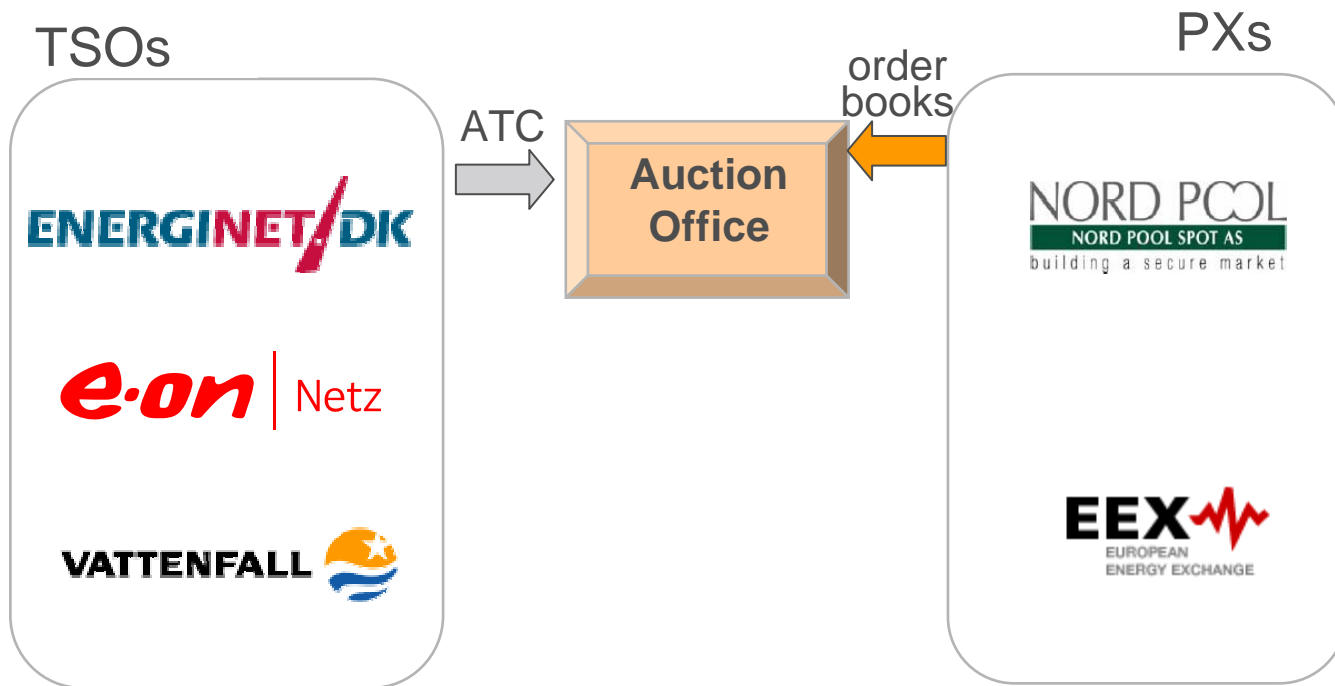 TSOs
PXs
ATC
order
books
Auction
Office
ENERGINET/DK
e·on | Netz
VATTENFALL
NORD POOL
NORD POOL SPOT AS
building a secure market
EEX
EUROPEAN
ENERGY EXCHANGE